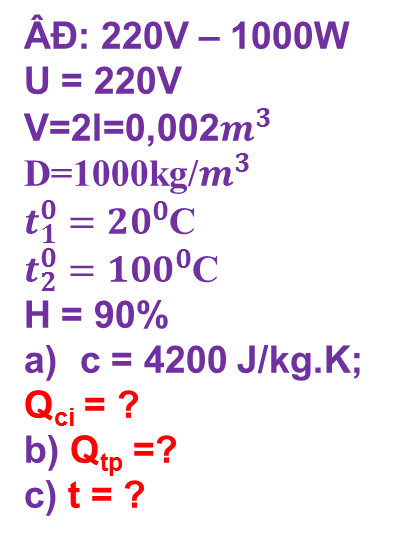 ÂĐ: 220V – 1000W
U = 220V
V=2l=0,002m³
D=1000kg/m³
t₁⁰ = 20⁰C
t₂⁰ = 100⁰C
H = 90%
a) c = 4200 J/kg.K;
Qci = ?
b) Qtp =?
c) t = ?